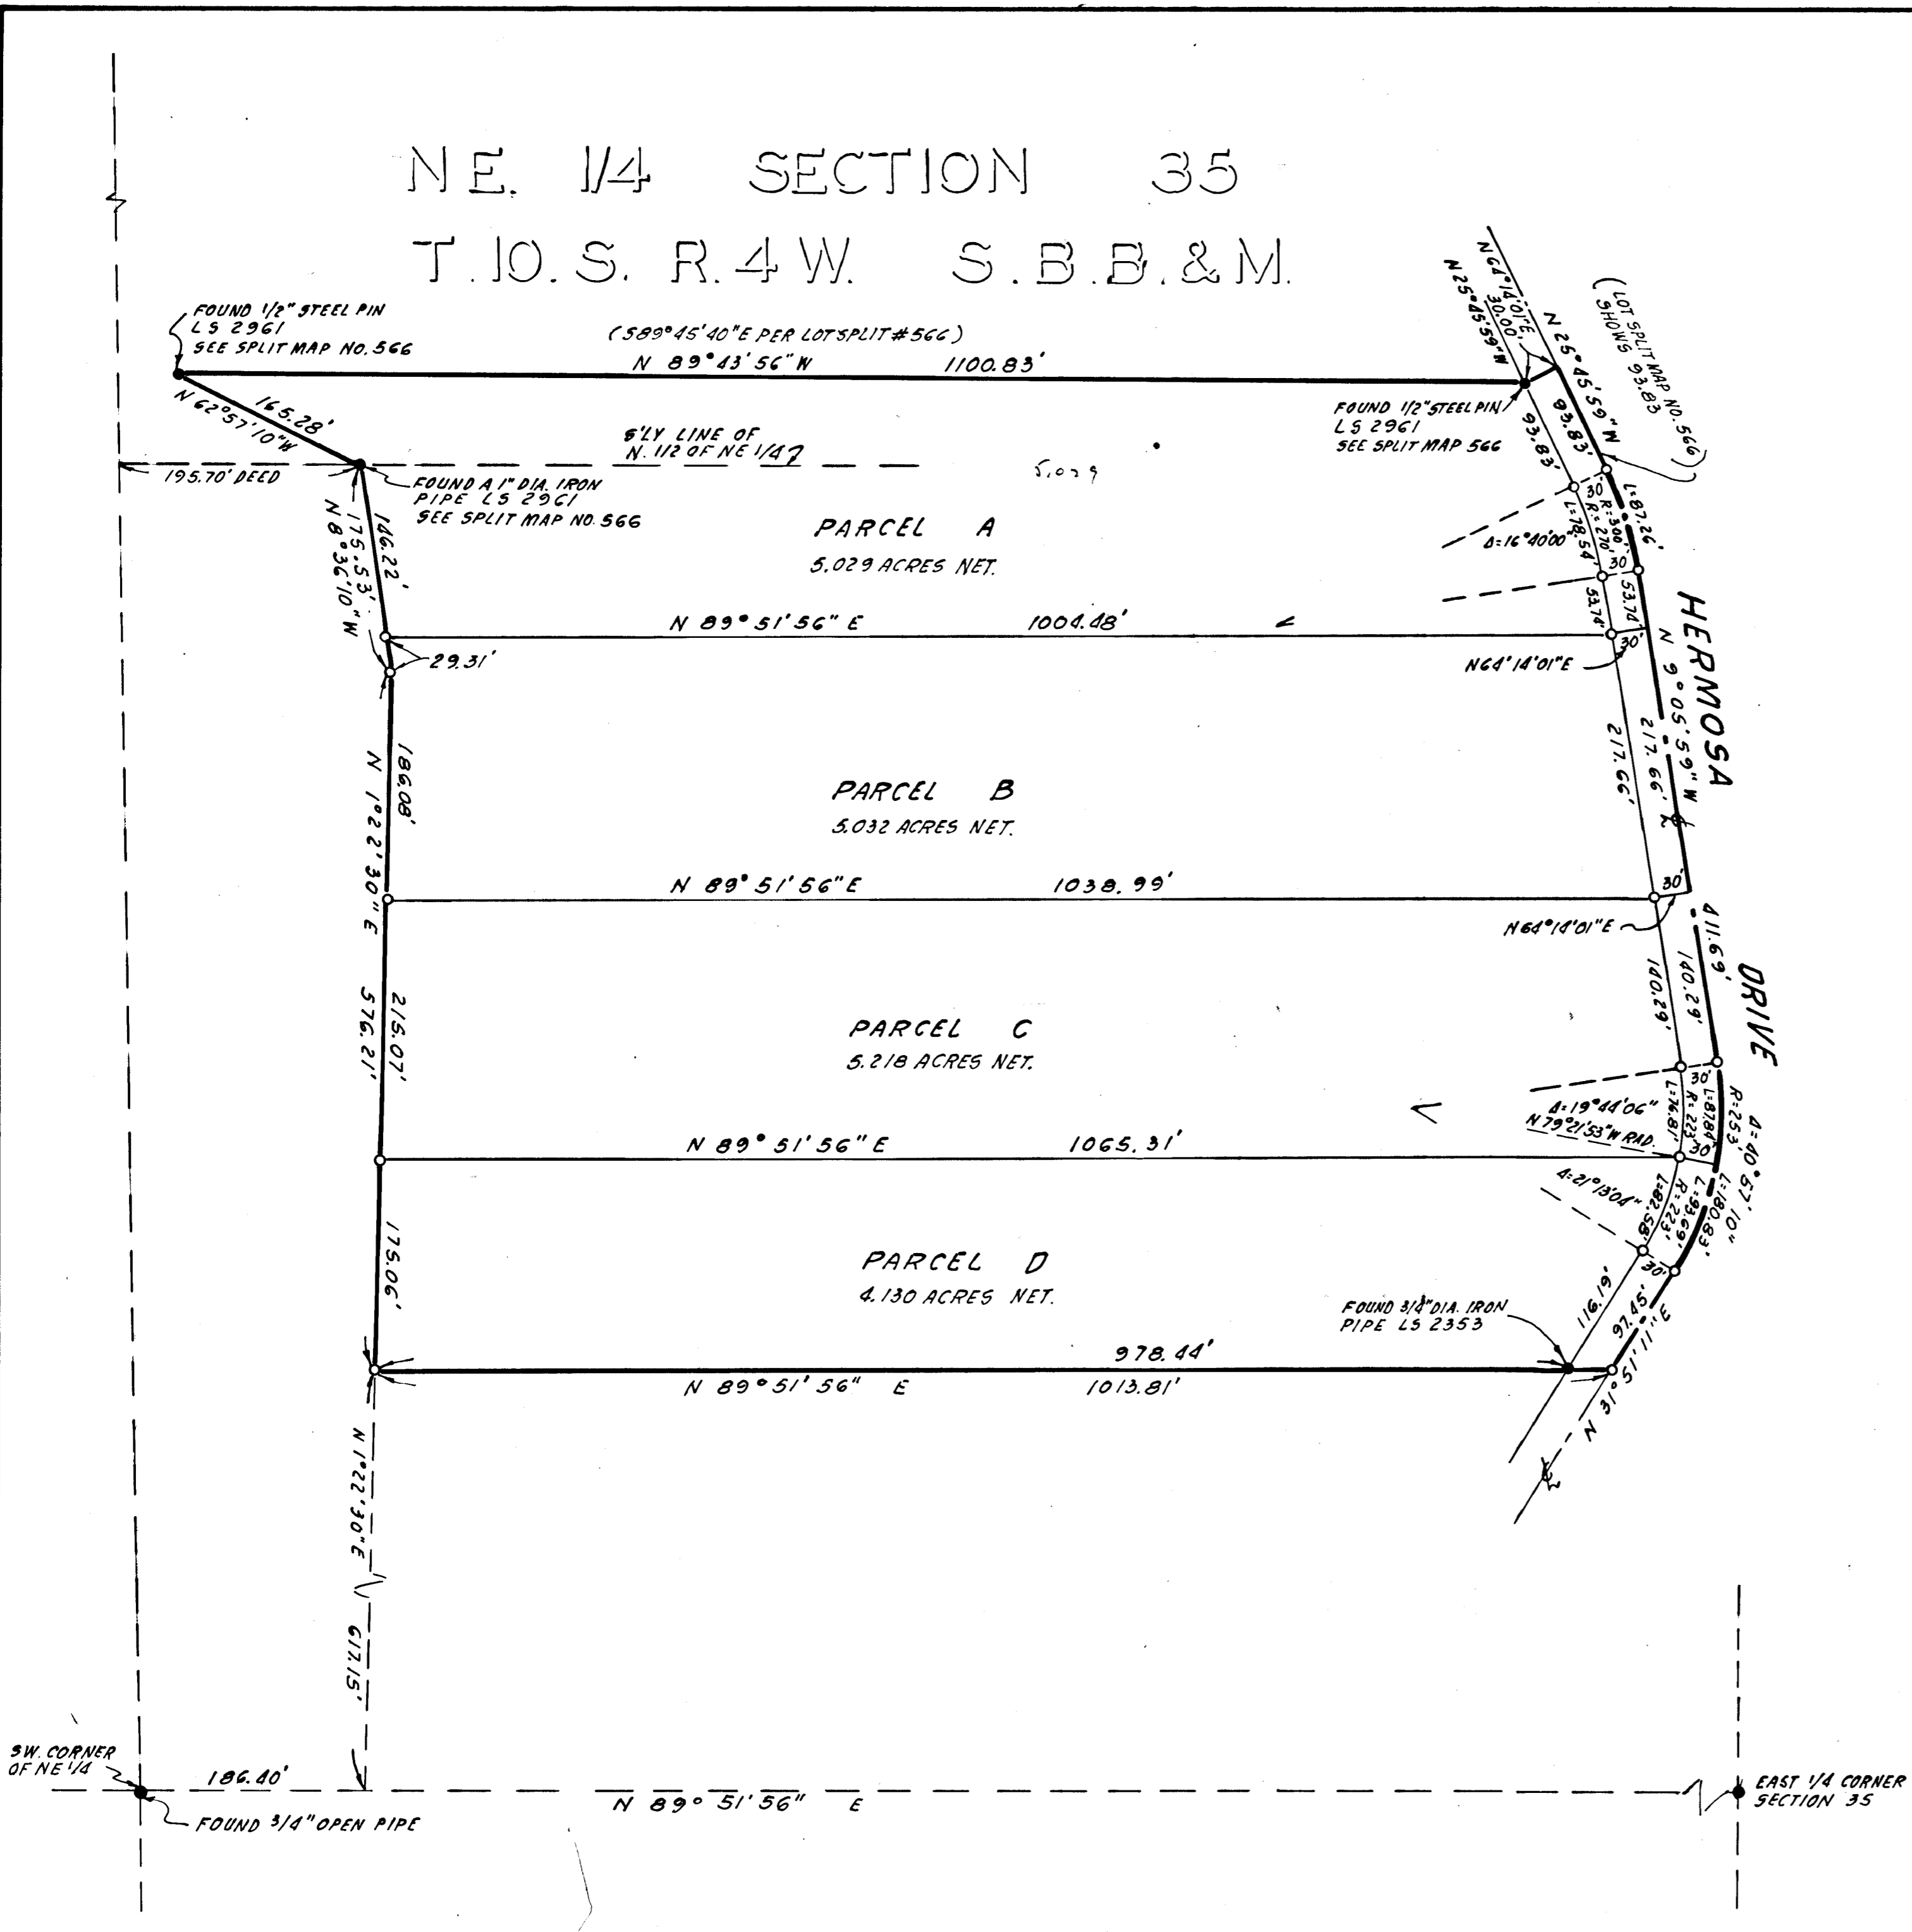 NE. 1/4 SECTION 35
T.10.S. R.4W. S.B.B.&M.
FOUND 1/2" STEEL PIN
LS 2961
SEE SPLIT MAP NO. 566
(S89°45'40"E PER LOT SPLIT #566)
N 89°43'56"W 1100.83'
N64°14'01"E
30.00'
N25°45'59"W
N 25°45'59"W
93.83'
93.83'
(LOT SPLIT MAP NO. 566)
SHOWS 93.83
FOUND 1/2" STEEL PIN
LS 2961
SEE SPLIT MAP 566
165.28'
N62°57'10"W
195.70' DEED
S'LY LINE OF
N. 1/2 OF NE 1/4
5.029
FOUND A 1" DIA. IRON
PIPE LS 2961
SEE SPLIT MAP NO. 566
146.22'
175.53'
N 8°36'10"W
PARCEL A
5.029 ACRES NET.
L=87.26'
R=300'
30'
R=270'
L=78.54'
Δ=16°40'00"
30'
53.74'
53.74'
N 89°51'56"E 1004.48'
30'
N64°14'01"E
29.31'
HERMOSA
N 9°05'59"W
217.66'
217.66'
186.08'
N 1°22'30"E
PARCEL B
5.032 ACRES NET.
N 89°51'56"E 1038.99'
30'
N64°14'01"E
411.69'
DRIVE
140.29'
140.29'
215.07'
576.21'
PARCEL C
5.218 ACRES NET.
30'
Δ=19°44'06"
N79°21'53"W RAD.
L=76.81'
R=223'
L=87.84'
R=253'
Δ=40°57'10"
L=180.83'
N 89°51'56"E 1065.31'
30'
Δ=21°13'04"
L=82.58'
R=223'
L=93.69'
175.06'
PARCEL D
4.130 ACRES NET.
30'
FOUND 3/4" DIA. IRON
PIPE LS 2353
116.19'
97.45'
N 31°51'11"E
978.44'
N 89°51'56" E 1013.81'
N 1°22'30"E
617.15'
SW. CORNER
OF NE 1/4
186.40'
N 89° 51'56" E
FOUND 3/4" OPEN PIPE
EAST 1/4 CORNER
SECTION 35